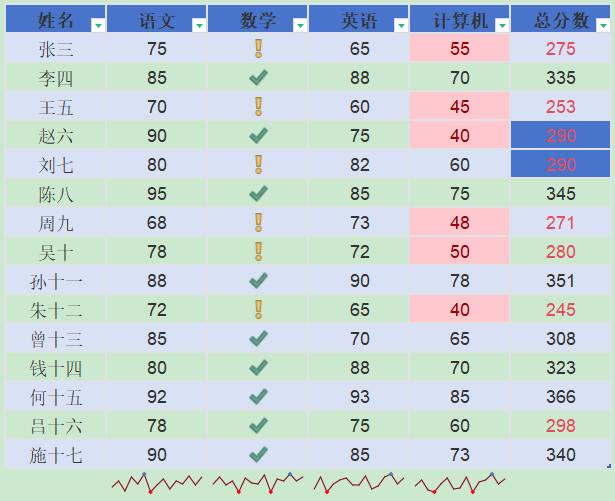 姓名 语文 数学 英语 计算机 总分数
张三 75 65 55 275
李四 85 88 70 335
王五 70 60 45 253
赵六 90 75 40 290
刘七 80 82 60 290
陈八 95 85 75 345
周九 68 73 48 271
吴十 78 72 50 280
孙十一 88 90 78 351
朱十二 72 65 40 245
曾十三 85 70 65 308
钱十四 80 88 70 323
何十五 92 93 85 366
吕十六 78 75 60 298
施十七 90 85 73 340